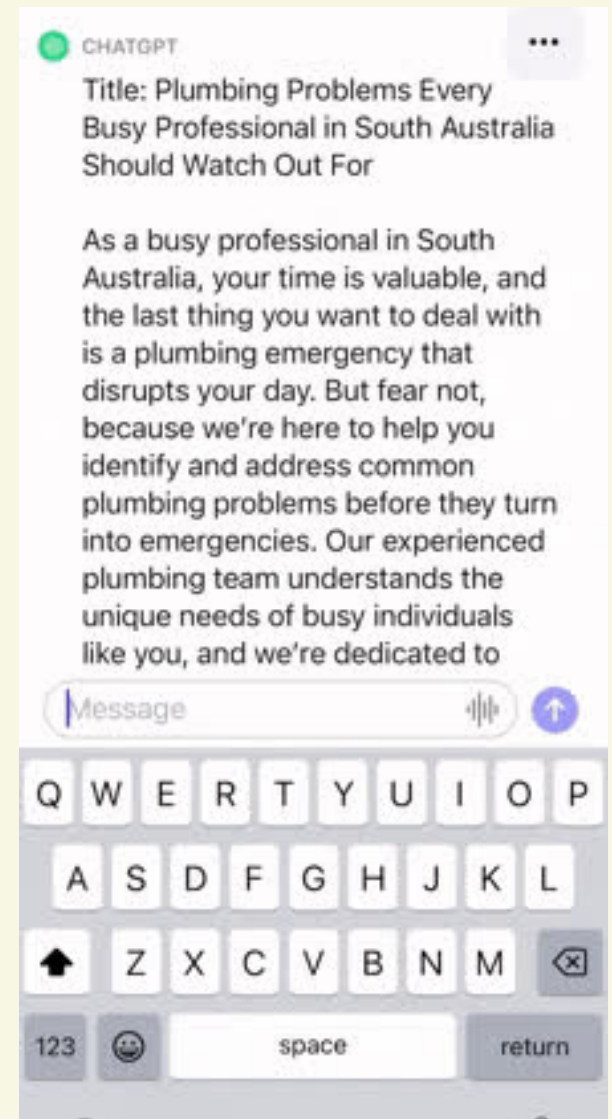 CHATGPT
Title: Plumbing Problems Every
Busy Professional in South Australia
Should Watch Out For
As a busy professional in South
Australia, your time is valuable, and
the last thing you want to deal with
is a plumbing emergency that
disrupts your day. But fear not,
because we're here to help you
identify and address common
plumbing problems before they turn
into emergencies. Our experienced
plumbing team understands the
unique needs of busy individuals
like you, and we're dedicated to
Message
Q W E R T Y U I O P
A S D F G H J K L
Z X C V B N M
123 space return